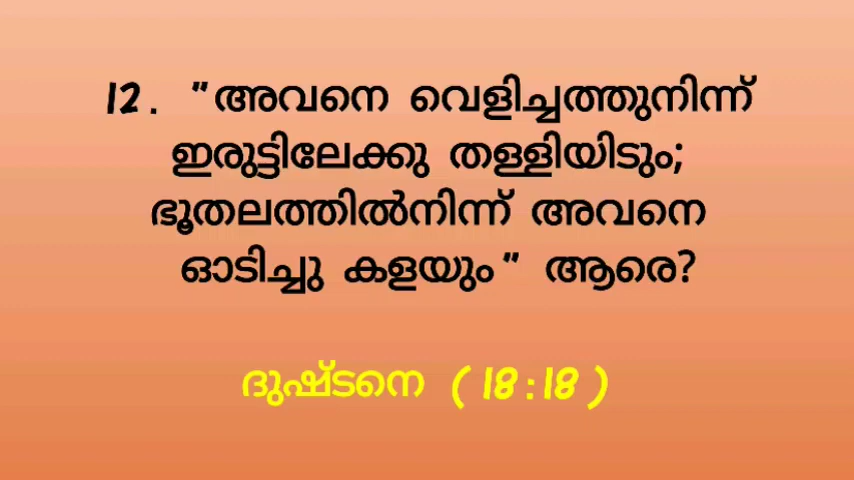 12. "അവനെ വെളിച്ചത്തുനിന്ന്
ഇരുട്ടിലേക്കു തള്ളിയിടും;
ഭൂതലത്തിൽനിന്ന് അവനെ
ഓടിച്ചു കളയും" ആരെ?
ദുഷ്ടനെ (18:18)